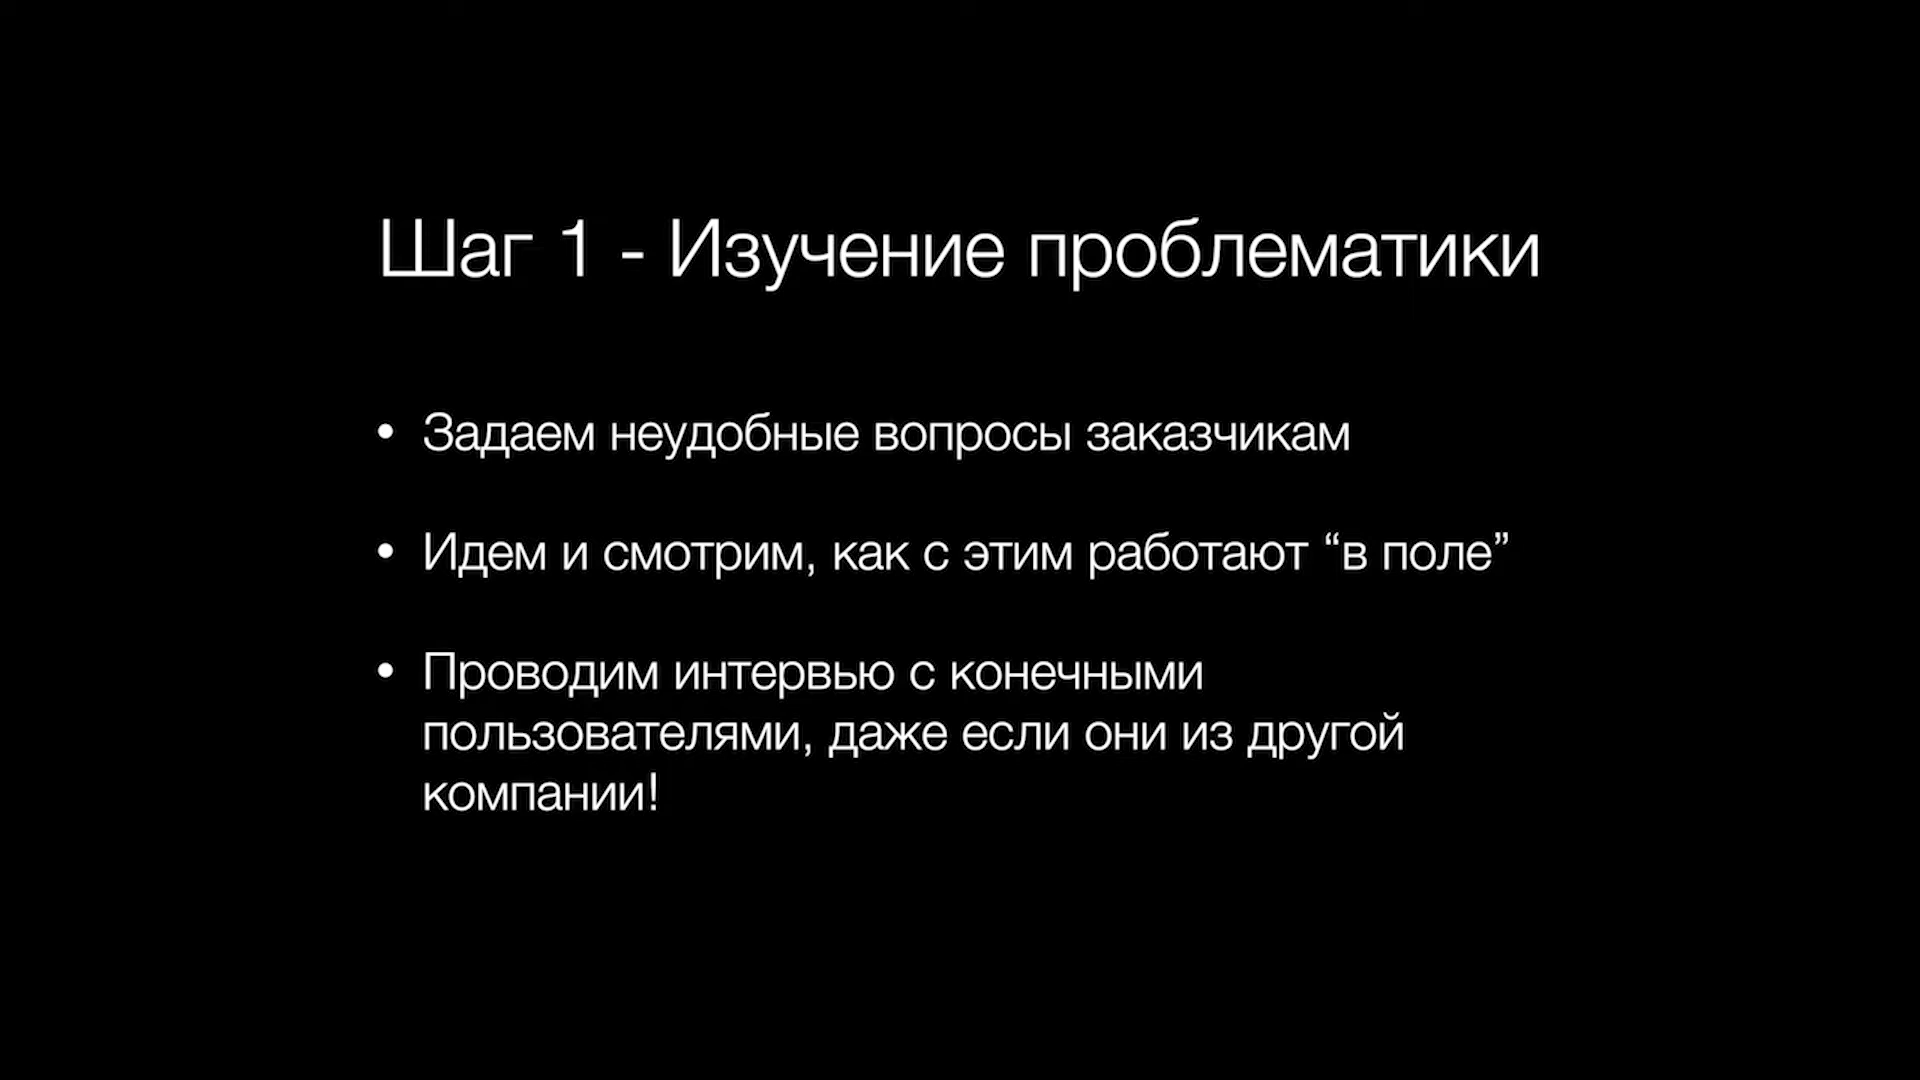 Шаг 1 - Изучение проблематики
• Задаем неудобные вопросы заказчикам
• Идем и смотрим, как с этим работают “в поле”
• Проводим интервью с конечными
пользователями, даже если они из другой
компании!